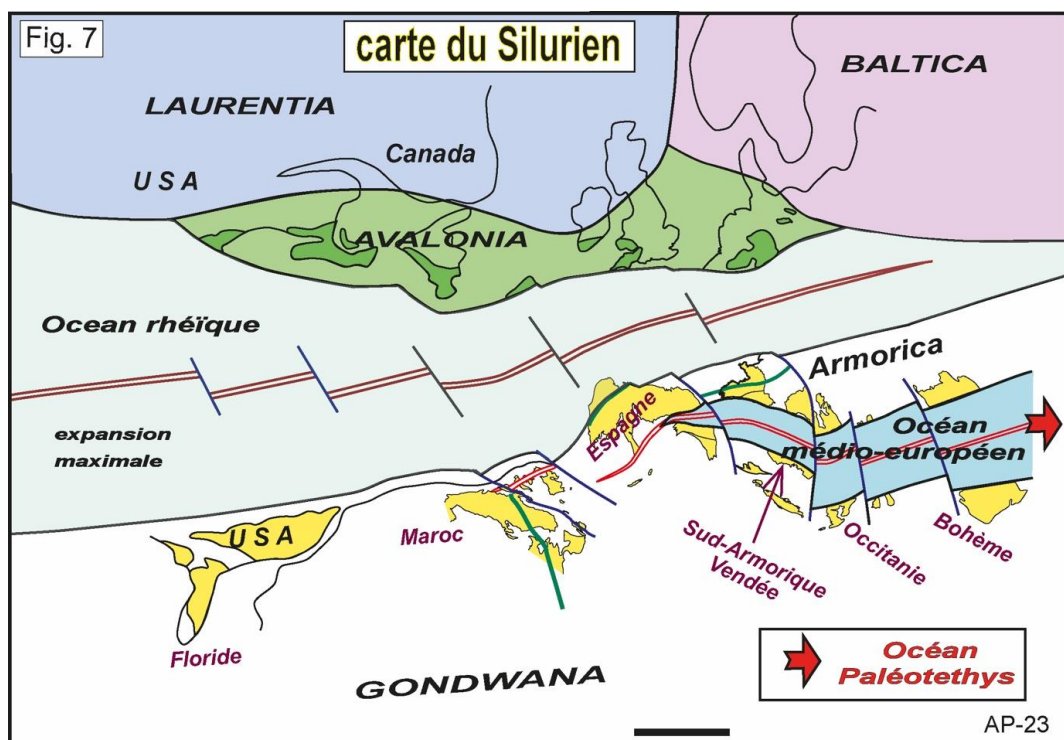 Fig. 7
carte du Silurien
BALTICA
LAURENTIA
Canada
U S A
AVALONIA
Ocean rhéïque
Armorica
expansion
maximale
Espagne
Océan
médio-européen
U S A
Maroc
Sud-Armorique
Vendée
Occitanie
Bohème
Floride
GONDWANA
Océan
Paléotethys
AP-23